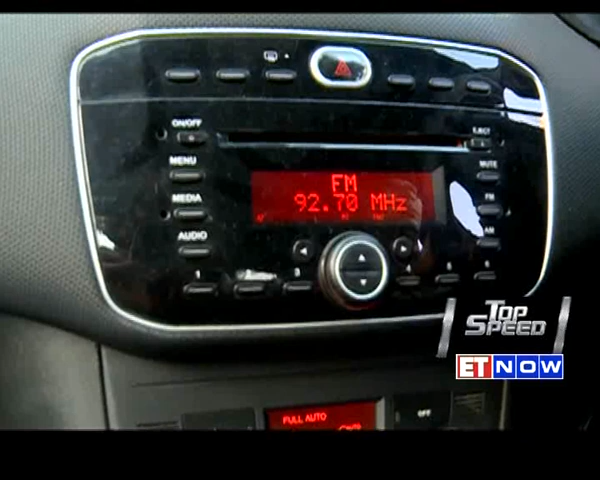 ON/OFF
EJECT
MENU
MUTE
FM
92.70 MHz
MEDIA
FM
AUDIO
AM
1
3
4
5
6
TOP
SPEED
ET NOW
FULL AUTO
OFF